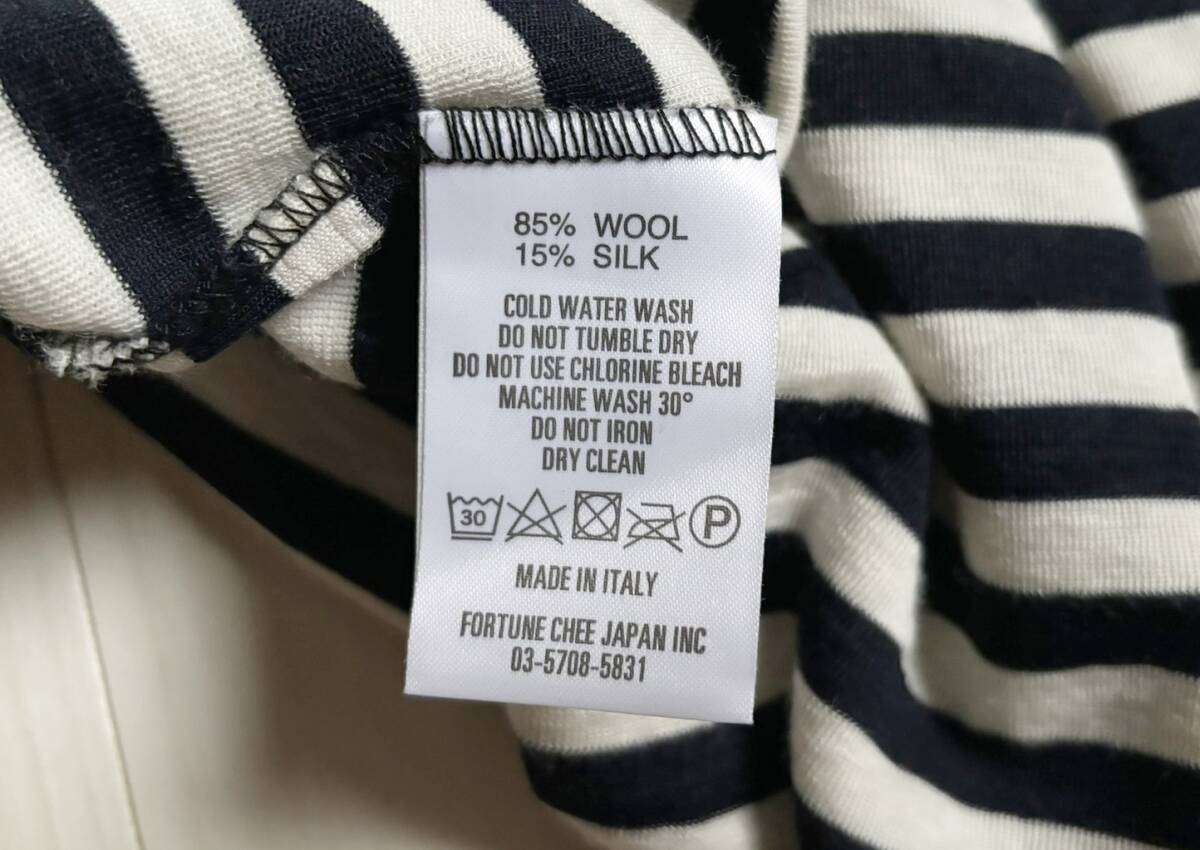 85% WOOL
15% SILK
COLD WATER WASH
DO NOT TUMBLE DRY
DO NOT USE CHLORINE BLEACH
MACHINE WASH 30°
DO NOT IRON
DRY CLEAN
30 P
MADE IN ITALY
FORTUNE CHEE JAPAN INC
03-5708-5831